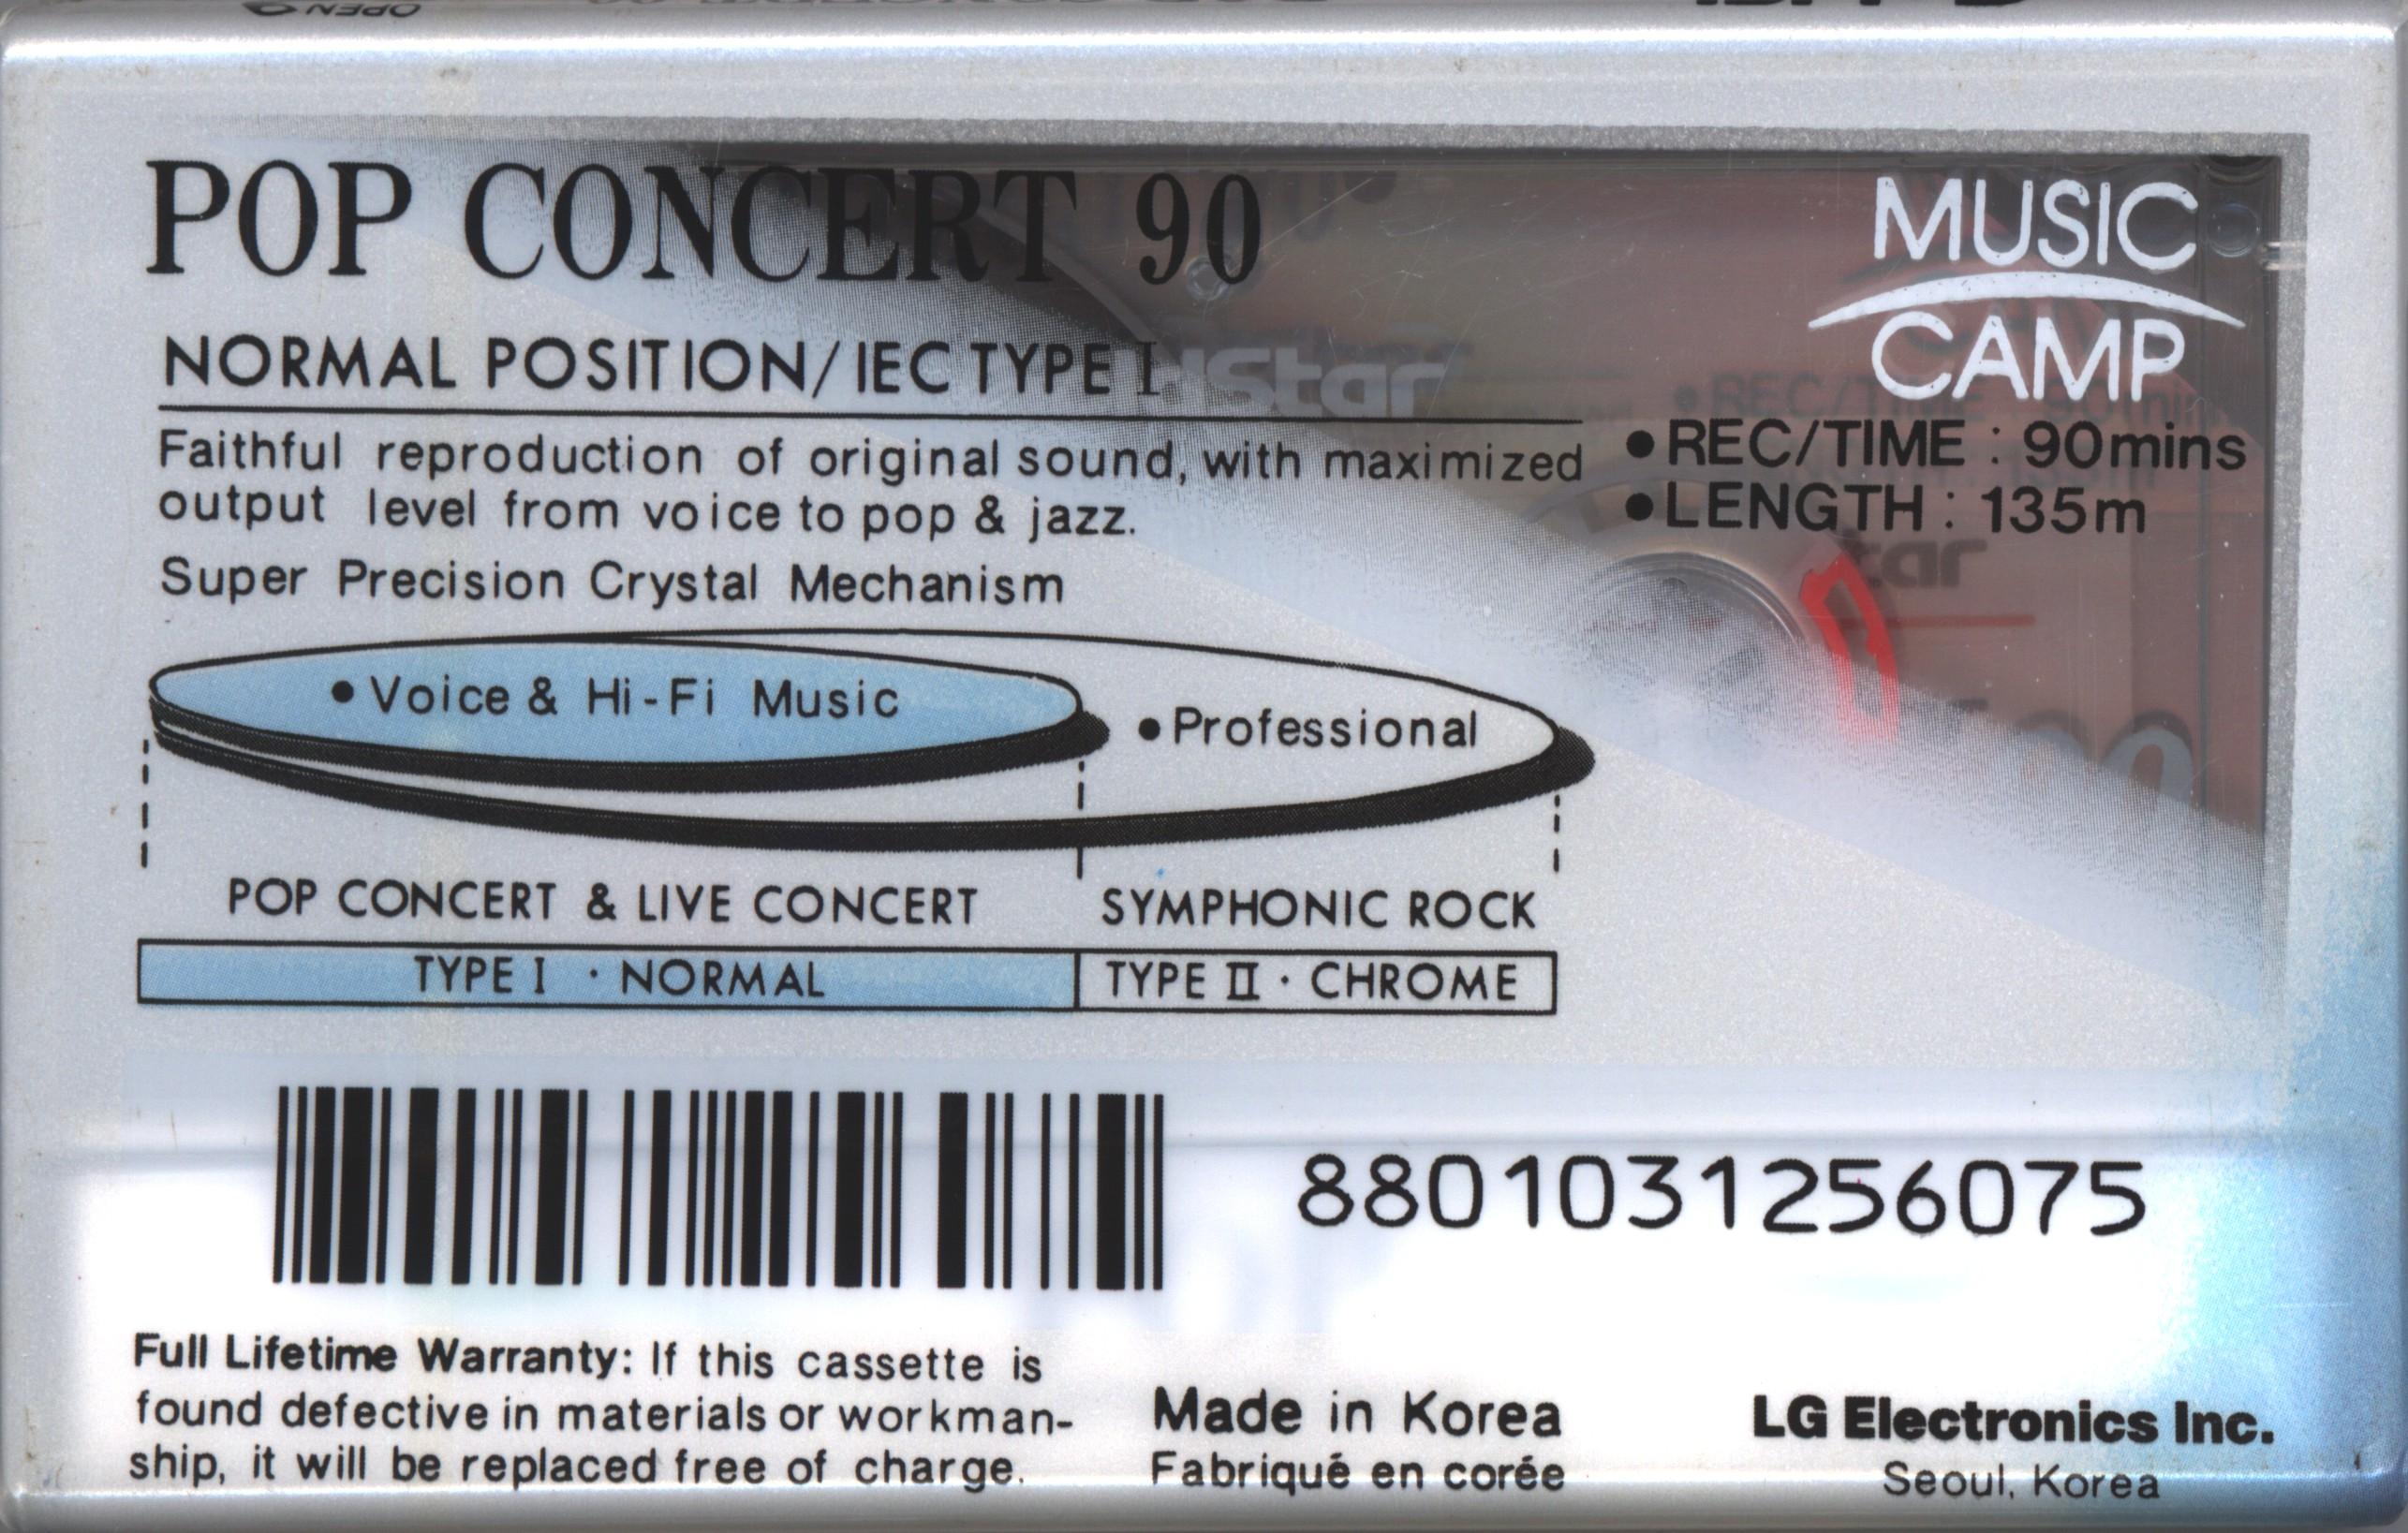 OPEN
POP CONCERT 90
MUSIC
CAMP
NORMAL POSITION/IEC TYPE I
Star
Faithful reproduction of original sound, with maximized
output level from voice to pop & jazz.
Super Precision Crystal Mechanism
•REC/TIME : 90mins
•LENGTH : 135m
tar
•Voice & Hi-Fi Music
•Professional
90
POP CONCERT & LIVE CONCERT
SYMPHONIC ROCK
TYPE I · NORMAL
TYPE II · CHROME
8801031256075
Full Lifetime Warranty: If this cassette is
found defective in materials or workman-
ship, it will be replaced free of charge.
Made in Korea
Fabriqué en corée
LG Electronics Inc.
Seoul, Korea